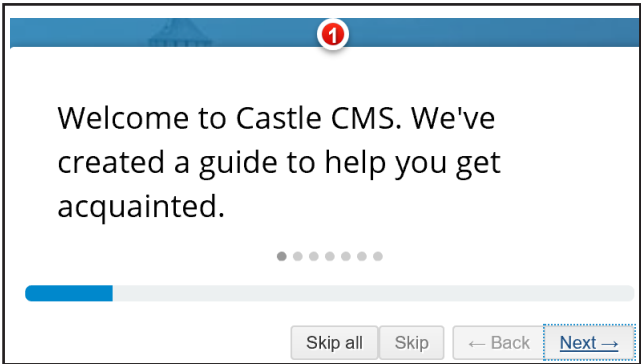 1
Welcome to Castle CMS. We've
created a guide to help you get
acquainted.
Skip all Skip ← Back Next →